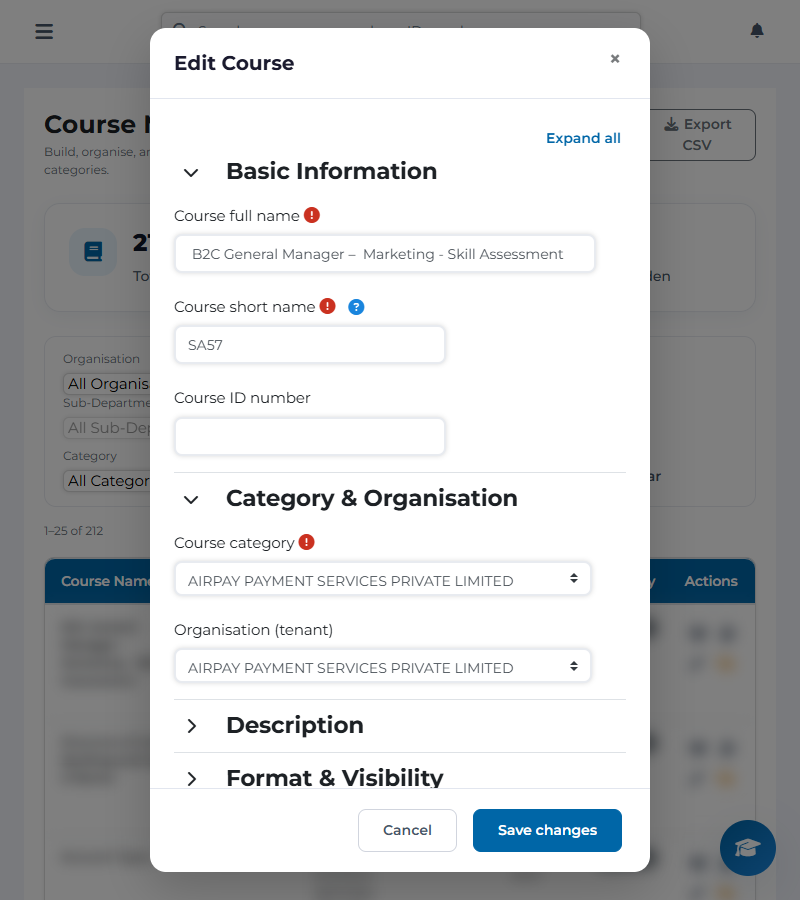 Edit Course
×
Course
Build, organise, an
categories.
Export
CSV
Expand all
Basic Information
Course full name
B2C General Manager –  Marketing - Skill Assessment
Course short name
SA57
Course ID number
Category & Organisation
Course category
AIRPAY PAYMENT SERVICES PRIVATE LIMITED
Organisation (tenant)
AIRPAY PAYMENT SERVICES PRIVATE LIMITED
Description
Format & Visibility
Cancel
Save changes
Organisation
All Organis
Sub-Departme
All Sub-Dep
Category
All Categor
1–25 of 212
Course Name
Actions